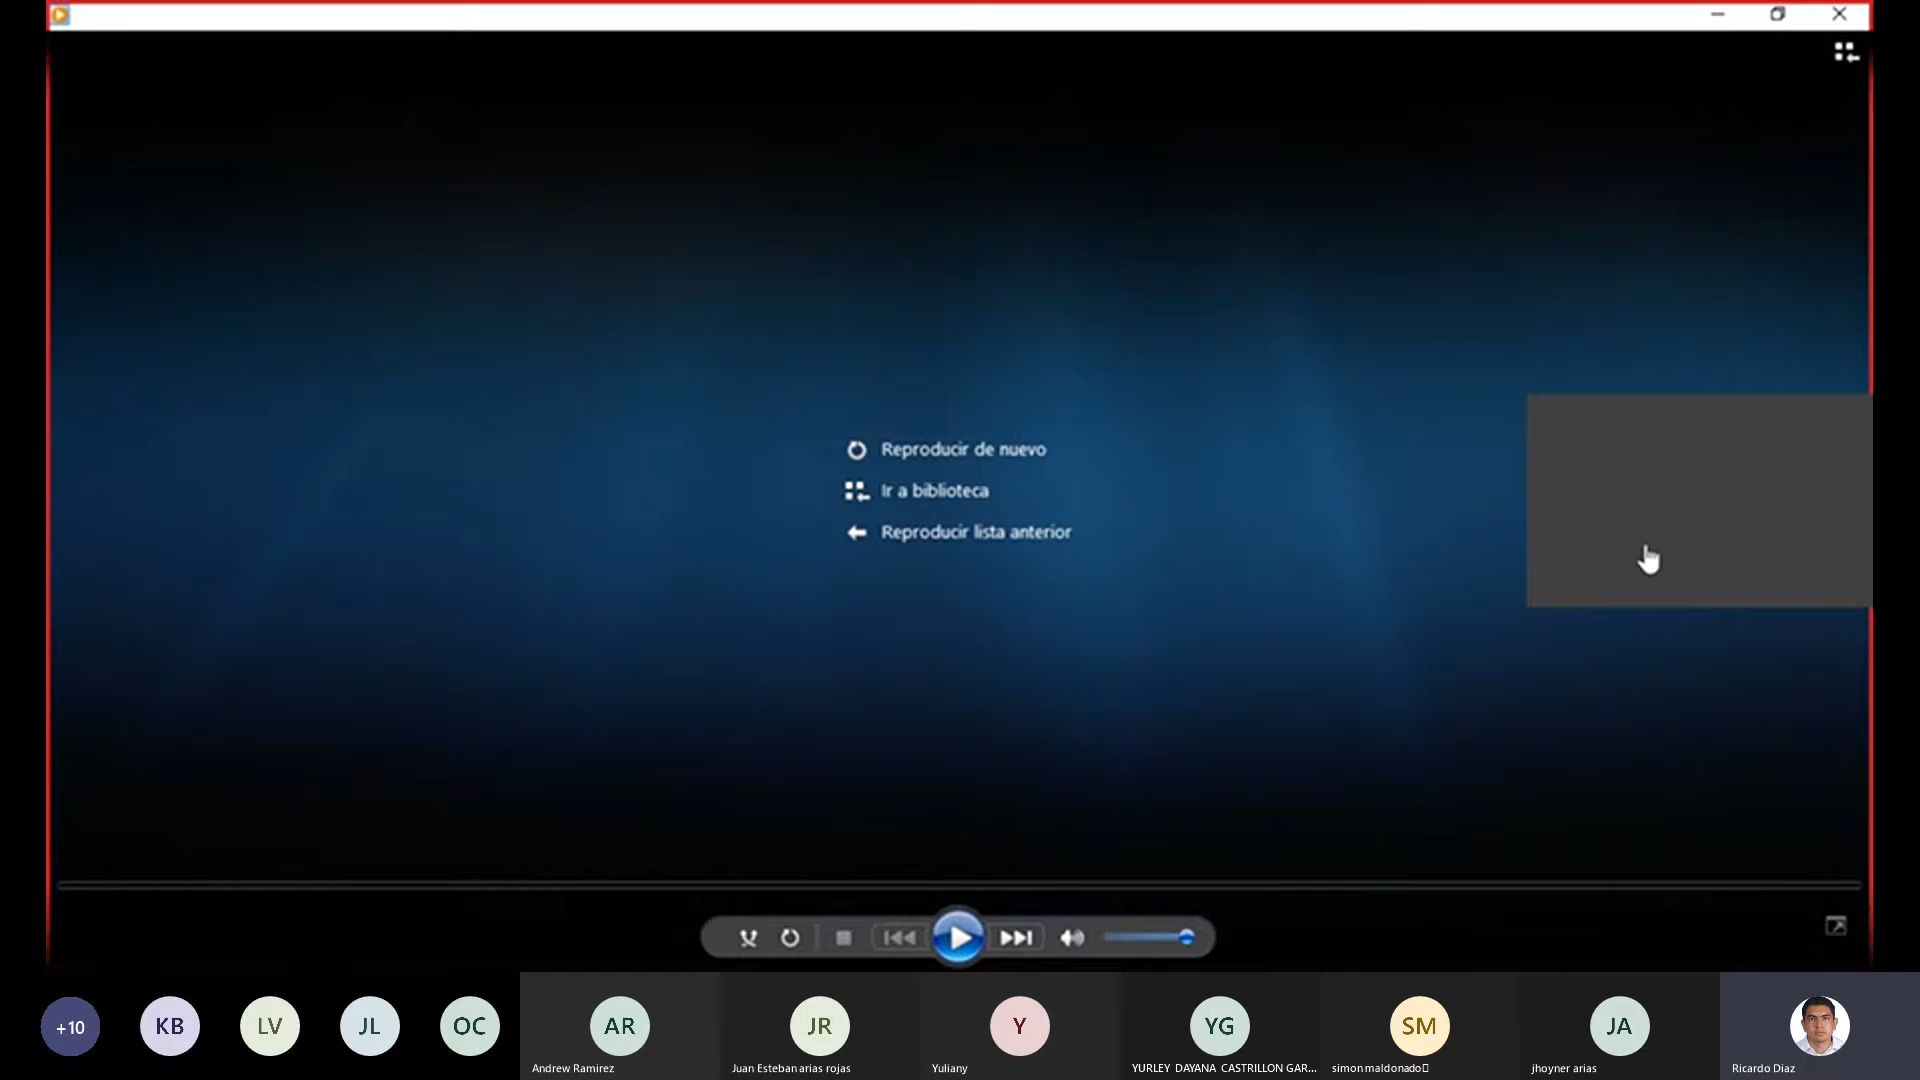 Reproducir de nuevo
Ir a biblioteca
Reproducir lista anterior
+10
KB
LV
JL
OC
AR
JR
Y
YG
SM
JA
Andrew Ramirez
Juan Esteban arias rojas
Yuliany
YURLEY DAYANA CASTRILLON GAR...
simon maldonado
jhoyner arias
Ricardo Diaz